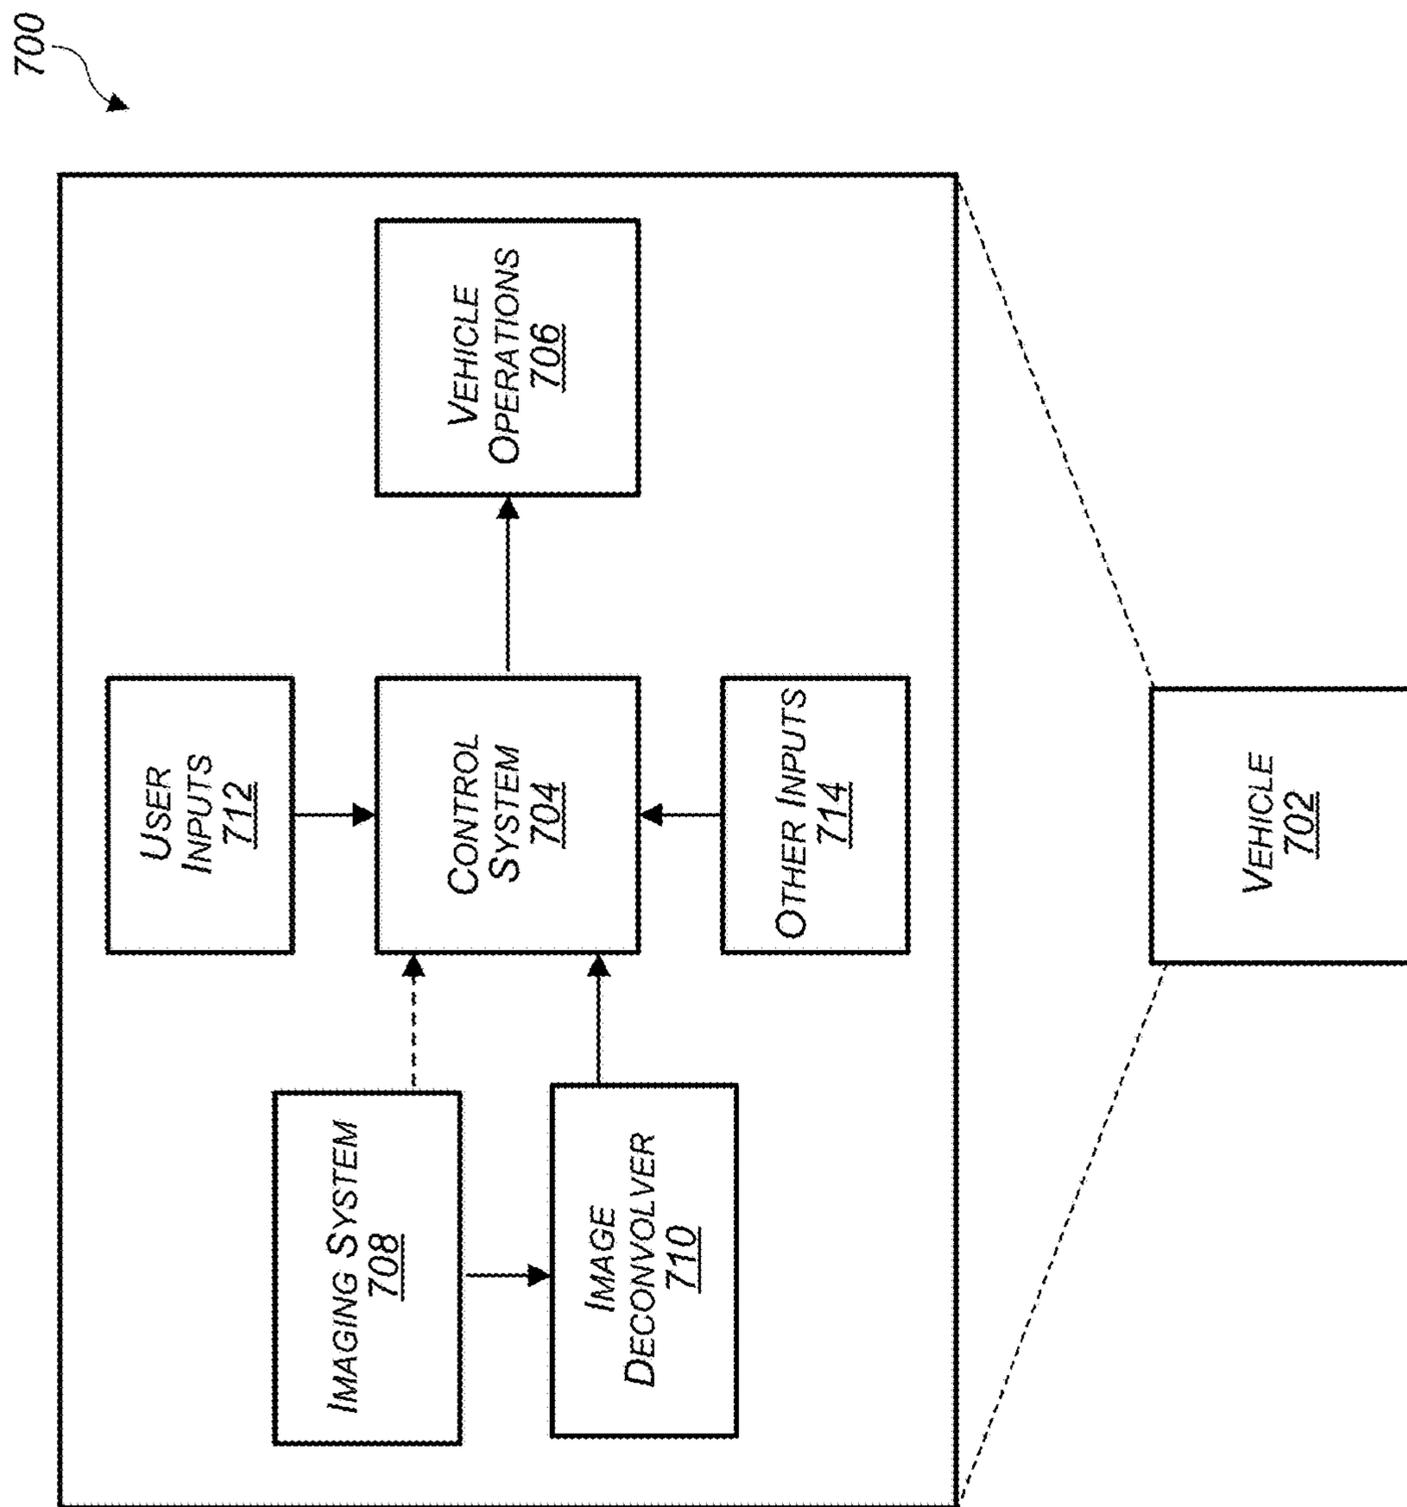 700
USER
INPUTS
712
IMAGING SYSTEM
708
CONTROL
SYSTEM
704
VEHICLE
OPERATIONS
706
IMAGE
DECONVOLVER
710
OTHER INPUTS
714
VEHICLE
702